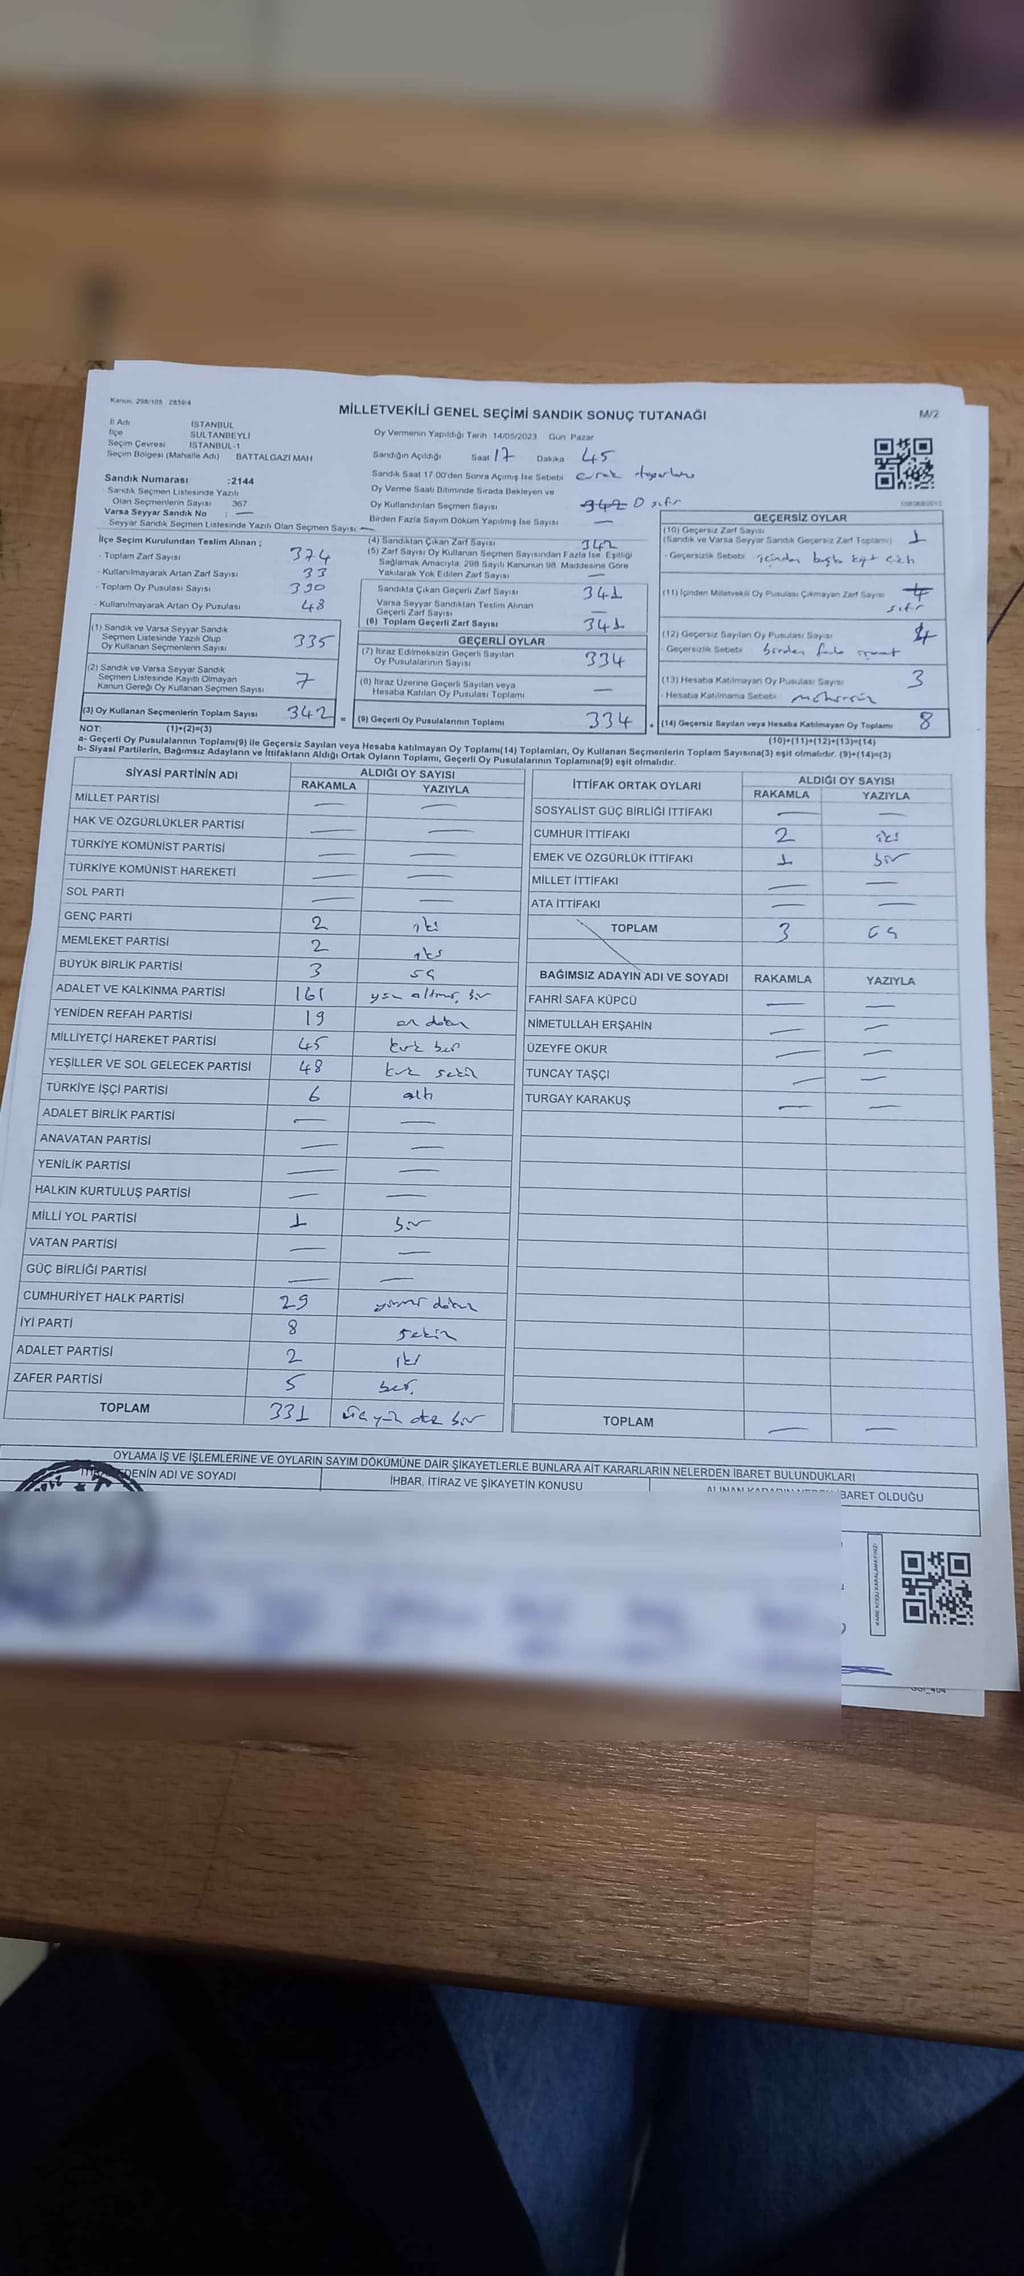 Kanun: 298/105 2839/4
MİLLETVEKİLİ GENEL SEÇİMİ SANDIK SONUÇ TUTANAĞI
M/2
İl Adı İSTANBUL
İlçe SULTANBEYLİ
Seçim Çevresi İSTANBUL-1
Seçim Bölgesi (Mahalle Adı) BATTALGAZİ MAH
Sandık Numarası :2144
Sandık Seçmen Listesinde Yazılı
Olan Seçmenlerin Sayısı 367
Varsa Seyyar Sandık No : —
Seyyar Sandık Seçmen Listesinde Yazılı Olan Seçmen Sayısı —
Oy Vermenin Yapıldığı Tarih 14/05/2023 Gün Pazar
Sandığın Açıldığı Saat 17 Dakika 45
Sandık Saat 17:00'den Sonra Açılmış İse Sebebi evrak
Oy Verme Saati Bitiminde Sırada Bekleyen ve
Oy Kullandırılan Seçmen Sayısı 342 0 sıfır
Birden Fazla Sayım Döküm Yapılmış İse Sayısı —
İlçe Seçim Kurulundan Teslim Alınan ;
- Toplam Zarf Sayısı 374
- Kullanılmayarak Artan Zarf Sayısı 33
- Toplam Oy Pusulası Sayısı 390
- Kullanılmayarak Artan Oy Pusulası 48
(1) Sandık ve Varsa Seyyar Sandık
Seçmen Listesinde Yazılı Olup
Oy Kullanan Seçmenlerin Sayısı 335
(2) Sandık ve Varsa Seyyar Sandık
Seçmen Listesinde Kayıtlı Olmayan
Kanun Gereği Oy Kullanan Seçmen Sayısı 7
(3) Oy Kullanan Seçmenlerin Toplam Sayısı 342 =
(4) Sandıktan Çıkan Zarf Sayısı 342
(5) Zarf Sayısı Oy Kullanan Seçmen Sayısından Fazla İse, Eşitliği
Sağlamak Amacıyla, 298 Sayılı Kanunun 98. Maddesine Göre
Yakılarak Yok Edilen Zarf Sayısı —
Sandıkta Çıkan Geçerli Zarf Sayısı 341
Varsa Seyyar Sandıktan Teslim Alınan
Geçerli Zarf Sayısı —
(6) Toplam Geçerli Zarf Sayısı 341
GEÇERLİ OYLAR
(7) İtiraz Edilmeksizin Geçerli Sayılan
Oy Pusulalarının Sayısı 334
(8) İtiraz Üzerine Geçerli Sayılan veya
Hesaba Katılan Oy Pusulası Toplamı —
(9) Geçerli Oy Pusulalarının Toplamı 334 +
GEÇERSİZ OYLAR
(10) Geçersiz Zarf Sayısı 1
(Sandık ve Varsa Seyyar Sandık Geçersiz Zarf Toplamı)
- Geçersizlik Sebebi içinden başka
(11) İçinden Milletvekili Oy Pusulası Çıkmayan Zarf Sayısı
sıfır
(12) Geçersiz Sayılan Oy Pusulası Sayısı 4
- Geçersizlik Sebebi birden fazla
(13) Hesaba Katılmayan Oy Pusulası Sayısı 3
- Hesaba Katılmama Sebebi mühürsüz
(14) Geçersiz Sayılan veya Hesaba Katılmayan Oy Toplamı 8
NOT: (1)+(2)=(3)
(10)+(11)+(12)+(13)=(14)
a- Geçerli Oy Pusulalarının Toplamı(9) ile Geçersiz Sayılan veya Hesaba katılmayan Oy Toplamı(14) Toplamları, Oy Kullanan Seçmenlerin Toplam Sayısına(3) eşit olmalıdır. (9)+(14)=(3)
b- Siyasi Partilerin, Bağımsız Adayların ve İttifakların Aldığı Ortak Oyların Toplamı, Geçerli Oy Pusulalarının Toplamına(9) eşit olmalıdır.
SİYASİ PARTİNİN ADI ALDIĞI OY SAYISI
RAKAMLA YAZIYLA
MİLLET PARTİSİ — —
HAK VE ÖZGÜRLÜKLER PARTİSİ — —
TÜRKİYE KOMÜNİST PARTİSİ — —
TÜRKİYE KOMÜNİST HAREKETİ — —
SOL PARTİ — —
GENÇ PARTİ 2 iki
MEMLEKET PARTİSİ 2 iki
BÜYÜK BİRLİK PARTİSİ 3 üç
ADALET VE KALKINMA PARTİSİ 161 yüz altmış bir
YENİDEN REFAH PARTİSİ 19 on dokuz
MİLLİYETÇİ HAREKET PARTİSİ 45 kırk beş
YEŞİLLER VE SOL GELECEK PARTİSİ 48 kırk sekiz
TÜRKİYE İŞÇİ PARTİSİ 6 altı
ADALET BİRLİK PARTİSİ — —
ANAVATAN PARTİSİ — —
YENİLİK PARTİSİ — —
HALKIN KURTULUŞ PARTİSİ — —
MİLLİ YOL PARTİSİ 1 bir
VATAN PARTİSİ — —
GÜÇ BİRLİĞİ PARTİSİ — —
CUMHURİYET HALK PARTİSİ 29 yirmi dokuz
İYİ PARTİ 8 sekiz
ADALET PARTİSİ 2 iki
ZAFER PARTİSİ 5 beş.
TOPLAM 331 üç yüz otuz bir
İTTİFAK ORTAK OYLARI ALDIĞI OY SAYISI
RAKAMLA YAZIYLA
SOSYALİST GÜÇ BİRLİĞİ İTTİFAKI — —
CUMHUR İTTİFAKI 2 iki
EMEK VE ÖZGÜRLÜK İTTİFAKI 1 bir
MİLLET İTTİFAKI — —
ATA İTTİFAKI — —
TOPLAM 3 üç
BAĞIMSIZ ADAYIN ADI VE SOYADI RAKAMLA YAZIYLA
FAHRİ SAFA KÜPCÜ — —
NİMETULLAH ERŞAHİN — —
ÜZEYFE OKUR — —
TUNCAY TAŞÇI — —
TURGAY KARAKUŞ — —
TOPLAM — —
OYLAMA İŞ VE İŞLEMLERİNE VE OYLARIN SAYIM DÖKÜMÜNE DAİR ŞİKAYETLERLE BUNLARA AİT KARARLARIN NELERDEN İBARET BULUNDUKLARI
EDENİN ADI VE SOYADI
İHBAR, İTİRAZ VE ŞİKAYETİN KONUSU
ALINAN KARARIN NEDEN İBARET OLDUĞU